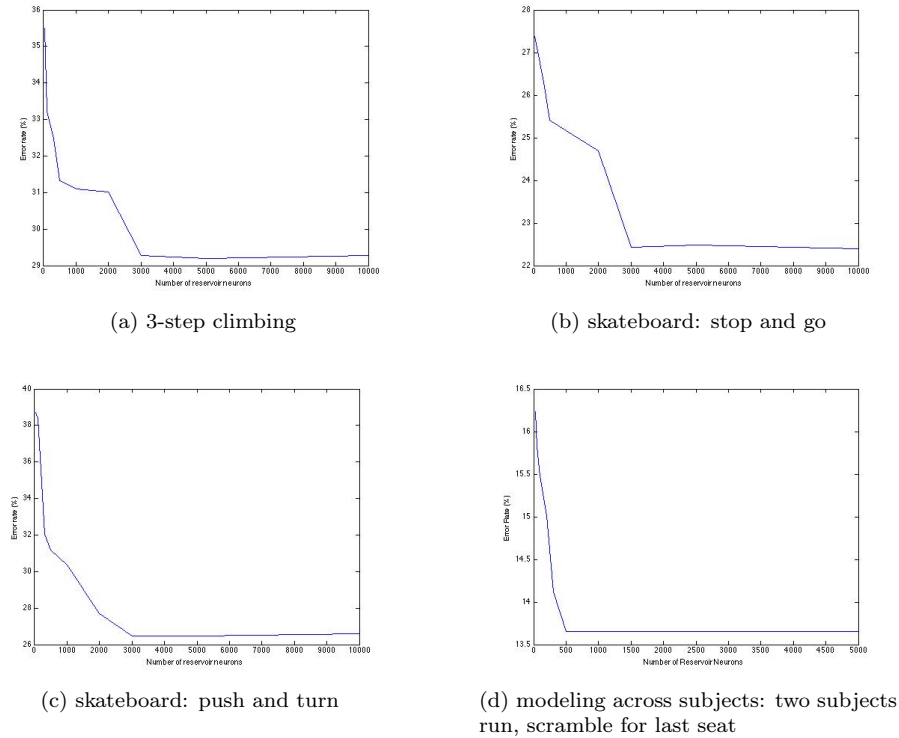 36
35
33
31
29
Error rate (%)
0 1000 2000 3000 4000 5000 6000 7000 8000 9000 10000
Number of reservoir neurons
(a) 3-step climbing
28
27
26
25
24
23
22
Error rate (%)
0 1000 2000 3000 4000 5000 6000 7000 8000 9000 10000
Number of reservoir neurons
(b) skateboard: stop and go
40
38
36
34
32
30
28
26
Error rate (%)
0 1000 2000 3000 4000 5000 6000 7000 8000 9000 10000
Number of reservoir neurons
(c) skateboard: push and turn
16.5
16
15.5
15
14.5
14
13.5
Error Rate (%)
0 500 1000 1500 2000 2500 3000 3500 4000 4500 5000
Number of Reservoir Neurons
(d) modeling across subjects: two subjects
run, scramble for last seat